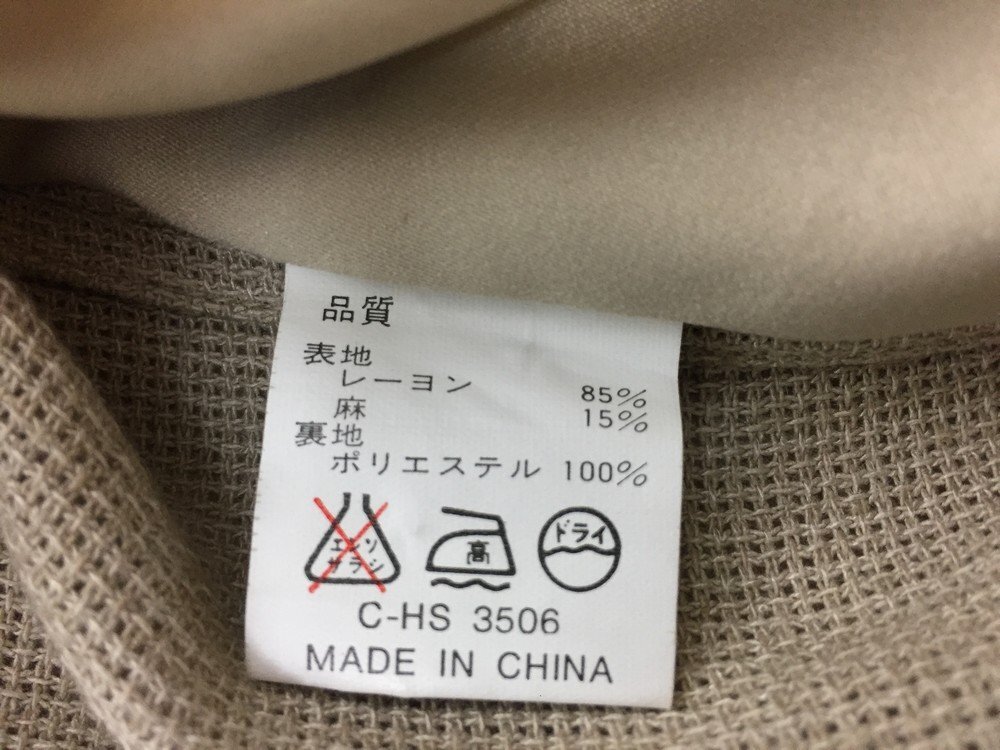 品質
表地
レーヨン 85%
麻 15%
裏地
ポリエステル 100%
エンソ
サラシ
高
ドライ
C-HS 3506
MADE IN CHINA